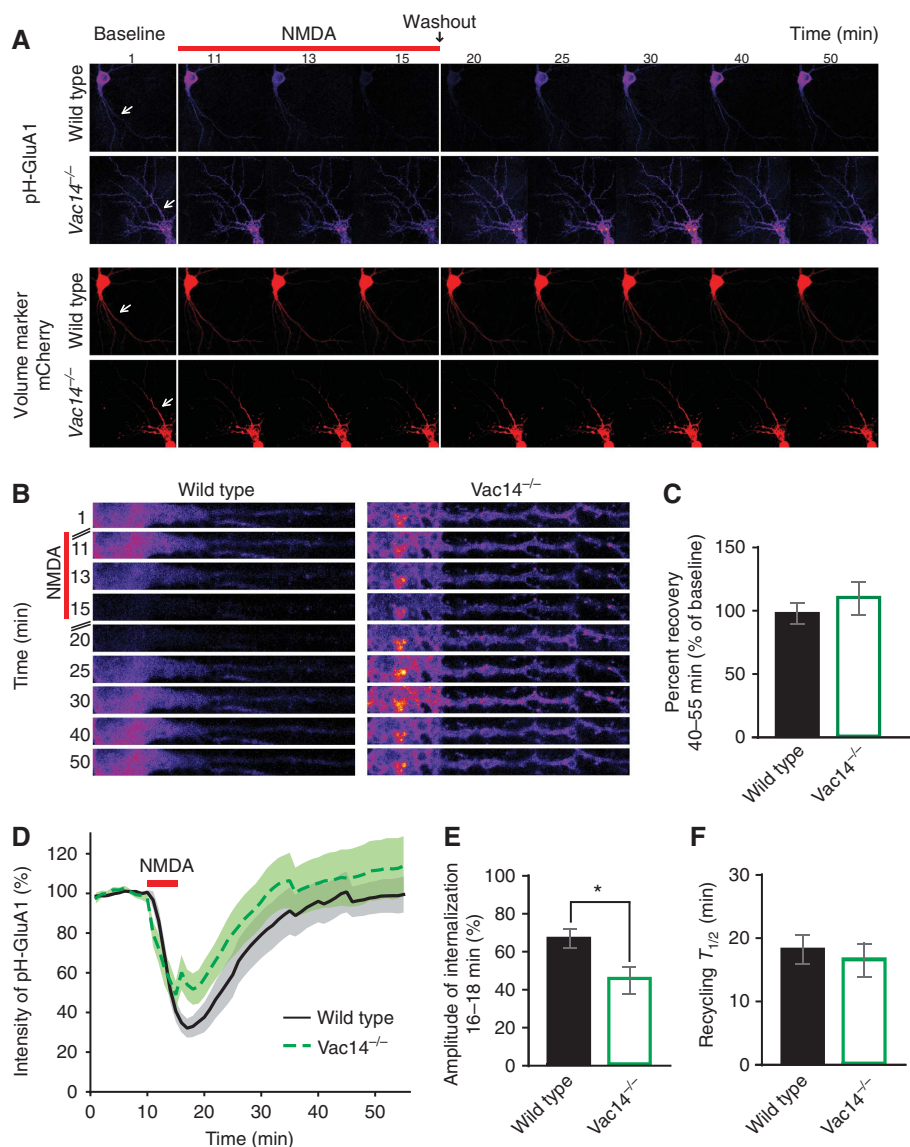 A
Baseline
NMDA
Washout
Time (min)
1 11 13 15 20 25 30 40 50
pH-GluA1
Wild type
Vac14–/–
Volume marker
mCherry
Wild type
Vac14–/–
B
Wild type
Vac14–/–
Time (min)
NMDA
1
11
13
15
20
25
30
40
50
C
Percent recovery
40–55 min (% of baseline)
150
100
50
0
Wild type
Vac14–/–
D
Intensity of pH-GluA1 (%)
120
100
80
60
40
20
0
NMDA
Wild type
Vac14–/–
0 10 20 30 40 50
Time (min)
E
Amplitude of internalization
16–18 min (%)
100
80
60
40
20
0
*
Wild type
Vac14–/–
F
Recycling T1/2 (min)
30
20
10
0
Wild type
Vac14–/–